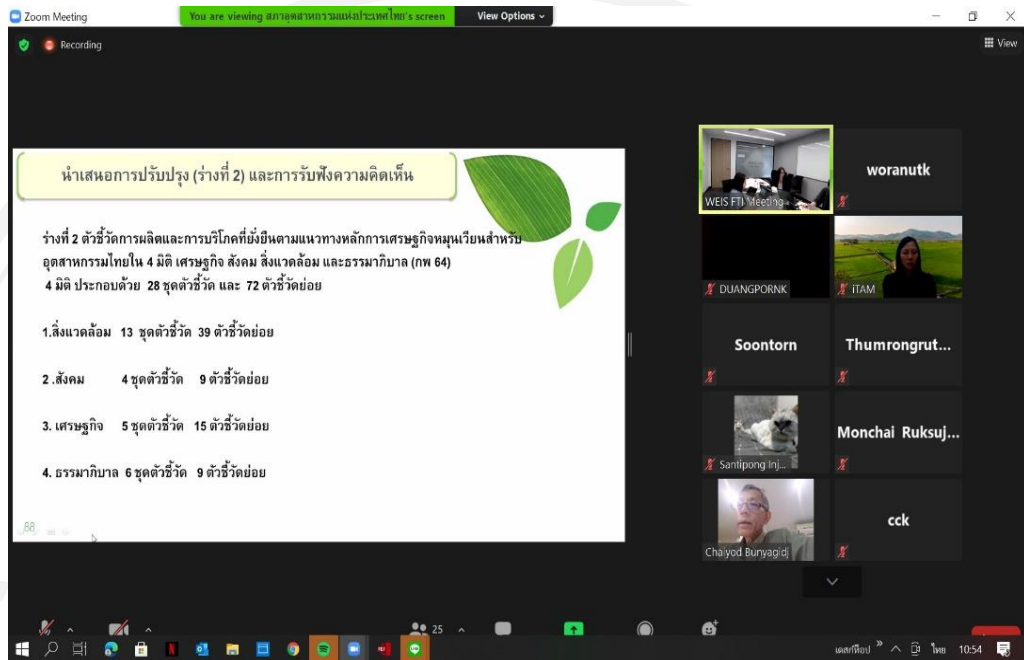 Zoom Meeting
You are viewing สภาอุตสาหกรรมแห่งประเทศไทย's screen
View Options
Recording
View
นำเสนอการปรับปรุง (ร่างที่ 2) และการรับฟังความคิดเห็น
ร่างที่ 2 ตัวชี้วัดการผลิตและการบริโภคที่ยั่งยืนตามแนวทางหลักการเศรษฐกิจหมุนเวียนสำหรับ
อุตสาหกรรมไทยใน 4 มิติ เศรษฐกิจ สังคม สิ่งแวดล้อม และธรรมาภิบาล (กพ 64)
4 มิติ ประกอบด้วย 28 ชุดตัวชี้วัด และ 72 ตัวชี้วัดย่อย
1.สิ่งแวดล้อม 13 ชุดตัวชี้วัด 39 ตัวชี้วัดย่อย
2 .สังคม 4 ชุดตัวชี้วัด 9 ตัวชี้วัดย่อย
3. เศรษฐกิจ 5 ชุดตัวชี้วัด 15 ตัวชี้วัดย่อย
4. ธรรมาภิบาล 6 ชุดตัวชี้วัด 9 ตัวชี้วัดย่อย
88
WEIS FTI Meeting
woranutk
DUANGPORNK
iTAM
Soontorn
Thumrongrut...
Santipong Inj...
Monchai Ruksuj...
Chaiyod Bunyagidj
cck
25
เดสก์ท็อป
ไทย
10:54